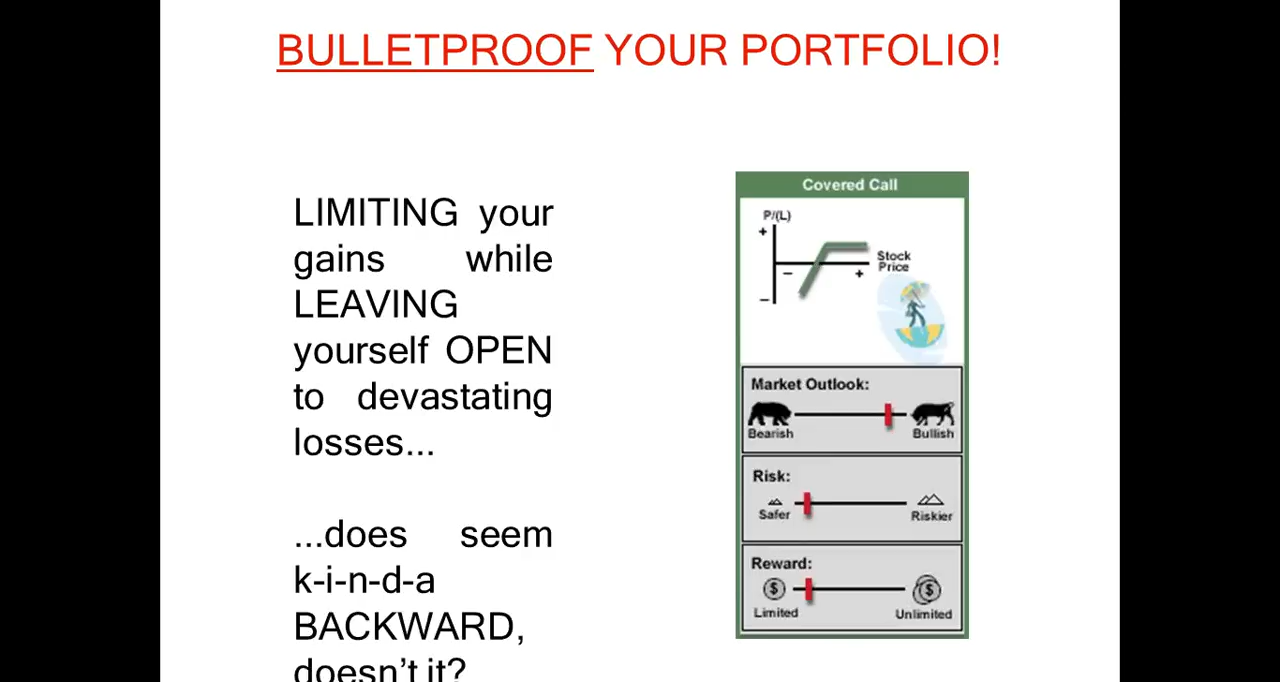 BULLETPROOF YOUR PORTFOLIO!
LIMITING your
gains while
LEAVING
yourself OPEN
to devastating
losses...
...does seem
k-i-n-d-a
BACKWARD,
doesn't it?
Covered Call
P/(L)
+
Stock
Price
− +
−
Market Outlook:
Bearish Bullish
Risk:
Safer Riskier
Reward:
$ $
Limited Unlimited